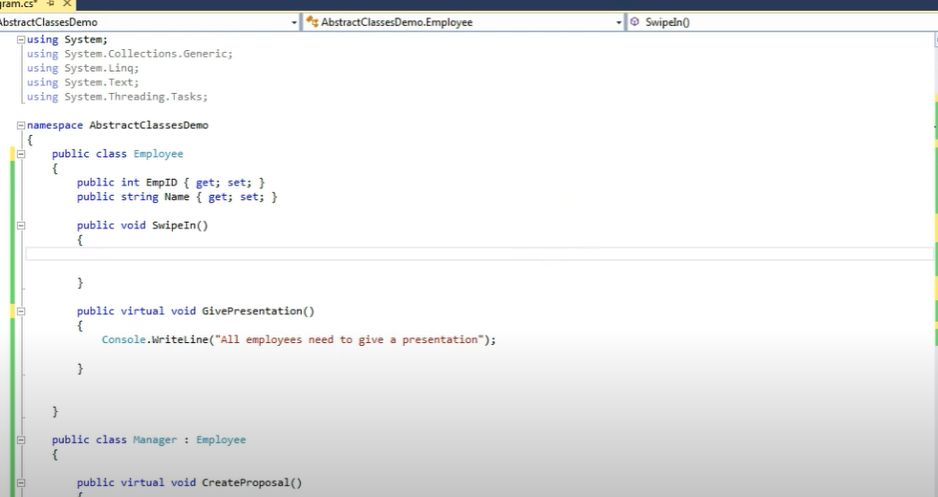 gram.cs*
AbstractClassesDemo
AbstractClassesDemo.Employee
SwipeIn()
using System;
using System.Collections.Generic;
using System.Linq;
using System.Text;
using System.Threading.Tasks;
namespace AbstractClassesDemo
{
public class Employee
{
public int EmpID { get; set; }
public string Name { get; set; }
public void SwipeIn()
{
}
public virtual void GivePresentation()
{
Console.WriteLine("All employees need to give a presentation");
}
}
public class Manager : Employee
{
public virtual void CreateProposal()
{